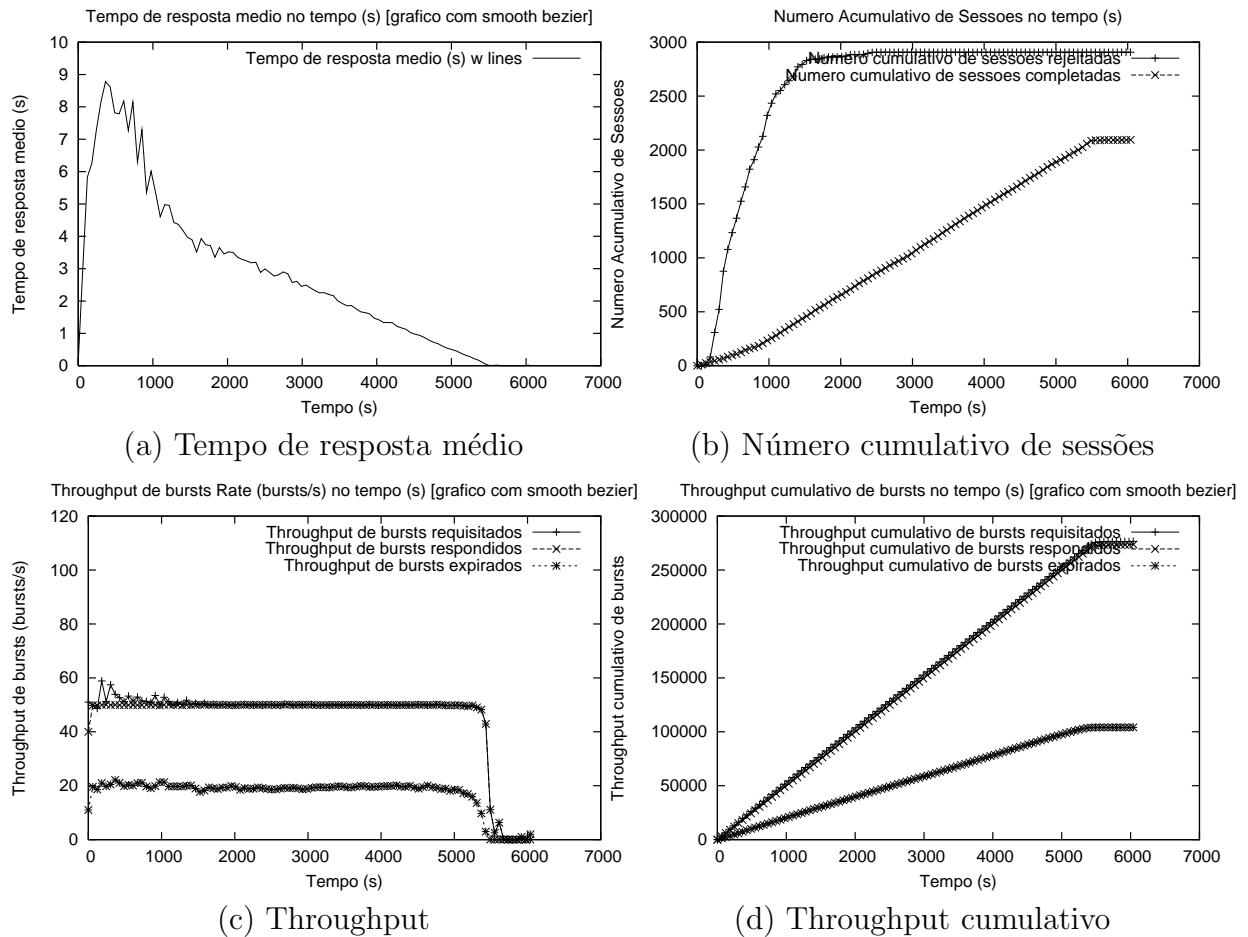 Tempo de resposta medio no tempo (s) [grafico com smooth bezier]
Tempo de resposta medio (s)
10
9
8
7
6
5
4
3
2
1
0
Tempo de resposta medio (s) w lines
0 1000 2000 3000 4000 5000 6000 7000
Tempo (s)
(a) Tempo de resposta médio
Numero Acumulativo de Sessoes no tempo (s)
Numero Acumulativo de Sessoes
3000
2500
2000
1500
1000
500
0
Numero cumulativo de sessoes rejeitadas
Numero cumulativo de sessoes completadas
0 1000 2000 3000 4000 5000 6000 7000
Tempo (s)
(b) Número cumulativo de sessões
Throughput de bursts Rate (bursts/s) no tempo (s) [grafico com smooth bezier]
Throughput de bursts (bursts/s)
120
100
80
60
40
20
0
Throughput de bursts requisitados
Throughput de bursts respondidos
Throughput de bursts expirados
0 1000 2000 3000 4000 5000 6000 7000
Tempo (s)
(c) Throughput
Throughput cumulativo de bursts no tempo (s) [grafico com smooth bezier]
Throughput cumulativo de bursts
300000
250000
200000
150000
100000
50000
0
Throughput cumulativo de bursts requisitados
Throughput cumulativo de bursts respondidos
Throughput cumulativo de bursts expirados
0 1000 2000 3000 4000 5000 6000 7000
Tempo (s)
(d) Throughput cumulativo